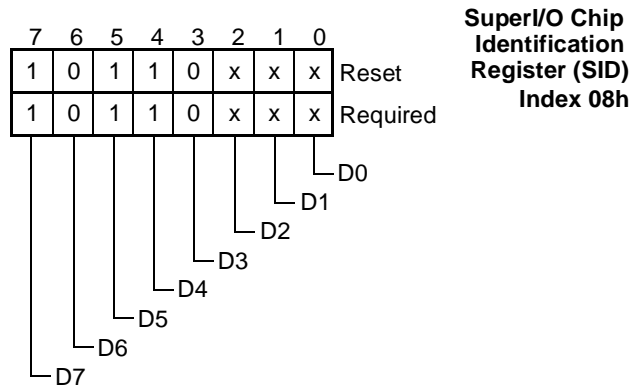 SuperI/O Chip
Identification
Register (SID)
Index 08h
7 6 5 4 3 2 1 0
1 0 1 1 0 x x x Reset
1 0 1 1 0 x x x Required
D0
D1
D2
D3
D4
D5
D6
D7